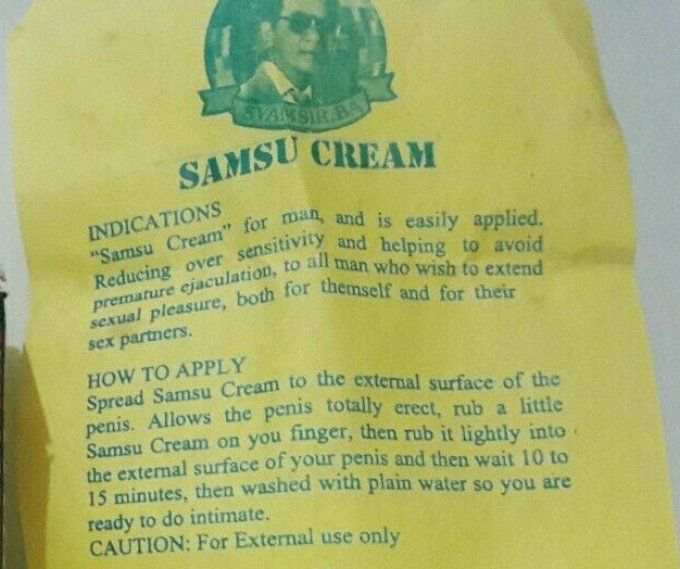 SYAMSIR.BA
SAMSU CREAM
INDICATIONS
“Samsu Cream” for man, and is easily applied.
Reducing over sensitivity and helping to avoid
premature ejaculation, to all man who wish to extend
sexual pleasure, both for themself and for their
sex partners.
HOW TO APPLY
Spread Samsu Cream to the external surface of the
penis. Allows the penis totally erect, rub a little
Samsu Cream on you finger, then rub it lightly into
the external surface of your penis and then wait 10 to
15 minutes, then washed with plain water so you are
ready to do intimate.
CAUTION: For External use only